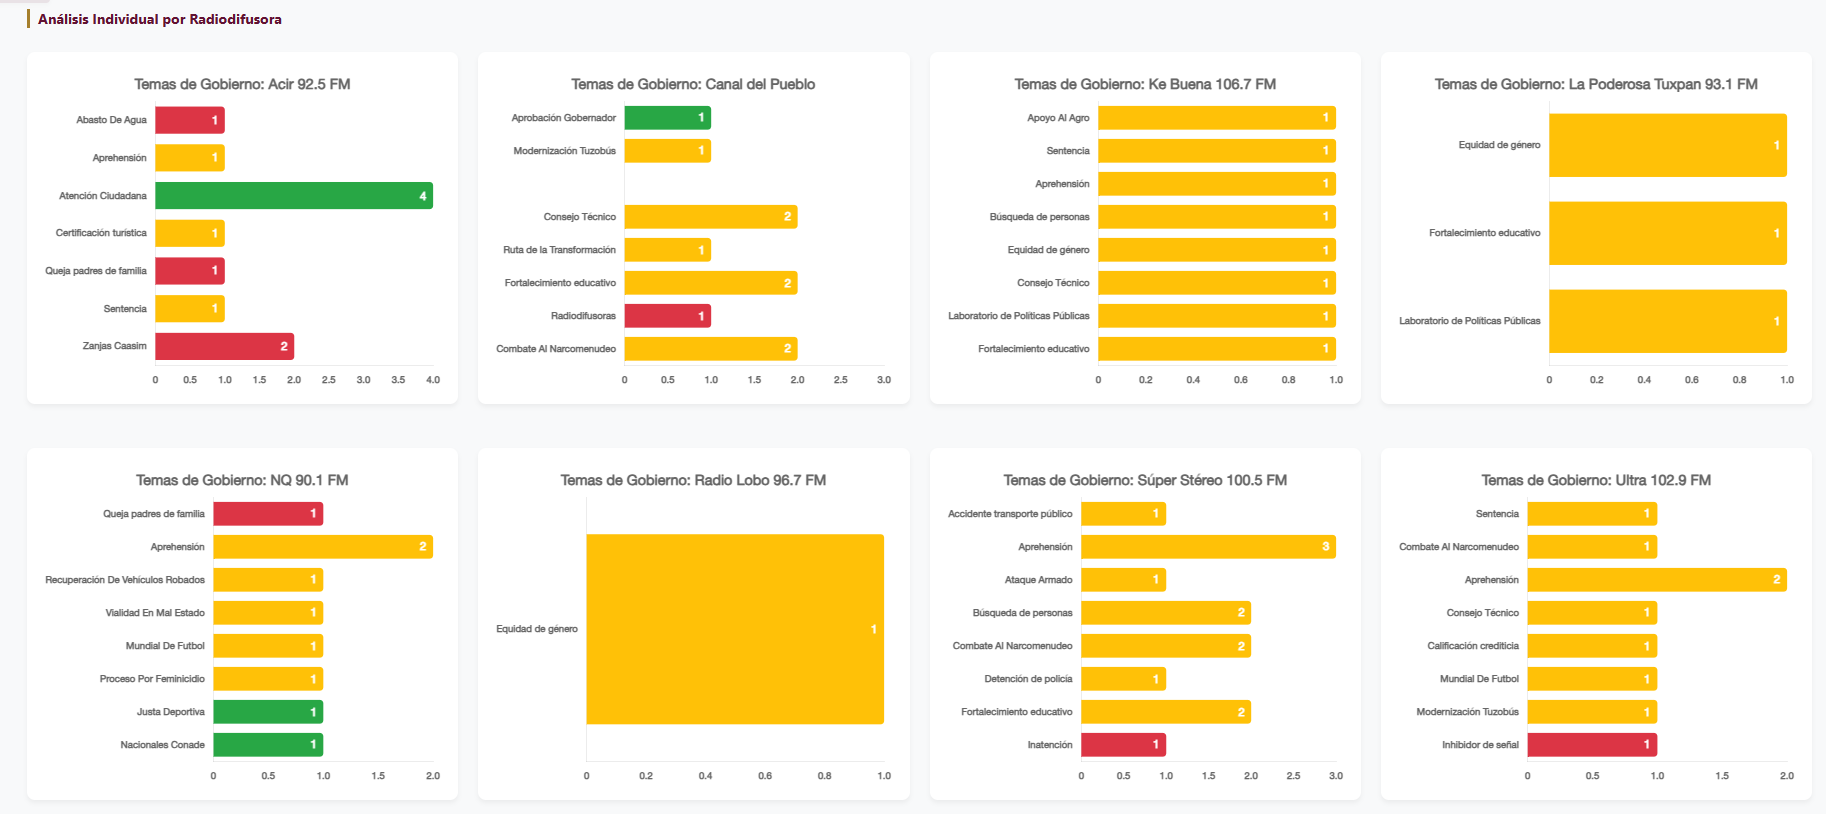 Análisis Individual por Radiodifusora
Temas de Gobierno: Acir 92.5 FM
Abasto De Agua 1
Aprehensión 1
Atención Ciudadana 4
Certificación turística 1
Queja padres de familia 1
Sentencia 1
Zanjas Caasim 2
0 0.5 1.0 1.5 2.0 2.5 3.0 3.5 4.0
Temas de Gobierno: Canal del Pueblo
Aprobación Gobernador 1
Modernización Tuzobús 1
Consejo Técnico 2
Ruta de la Transformación 1
Fortalecimiento educativo 2
Radiodifusoras 1
Combate Al Narcomenudeo 2
0 0.5 1.0 1.5 2.0 2.5 3.0
Temas de Gobierno: Ke Buena 106.7 FM
Apoyo Al Agro 1
Sentencia 1
Aprehensión 1
Búsqueda de personas 1
Equidad de género 1
Consejo Técnico 1
Laboratorio de Políticas Públicas 1
Fortalecimiento educativo 1
0 0.2 0.4 0.6 0.8 1.0
Temas de Gobierno: La Poderosa Tuxpan 93.1 FM
Equidad de género 1
Fortalecimiento educativo 1
Laboratorio de Políticas Públicas 1
0 0.2 0.4 0.6 0.8 1.0
Temas de Gobierno: NQ 90.1 FM
Queja padres de familia 1
Aprehensión 2
Recuperación De Vehículos Robados 1
Vialidad En Mal Estado 1
Mundial De Futbol 1
Proceso Por Feminicidio 1
Justa Deportiva 1
Nacionales Conade 1
0 0.5 1.0 1.5 2.0
Temas de Gobierno: Radio Lobo 96.7 FM
Equidad de género 1
0 0.2 0.4 0.6 0.8 1.0
Temas de Gobierno: Súper Stéreo 100.5 FM
Accidente transporte público 1
Aprehensión 3
Ataque Armado 1
Búsqueda de personas 2
Combate Al Narcomenudeo 2
Detención de policía 1
Fortalecimiento educativo 2
Inatención 1
0 0.5 1.0 1.5 2.0 2.5 3.0
Temas de Gobierno: Ultra 102.9 FM
Sentencia 1
Combate Al Narcomenudeo 1
Aprehensión 2
Consejo Técnico 1
Calificación crediticia 1
Mundial De Futbol 1
Modernización Tuzobús 1
Inhibidor de señal 1
0 0.5 1.0 1.5 2.0